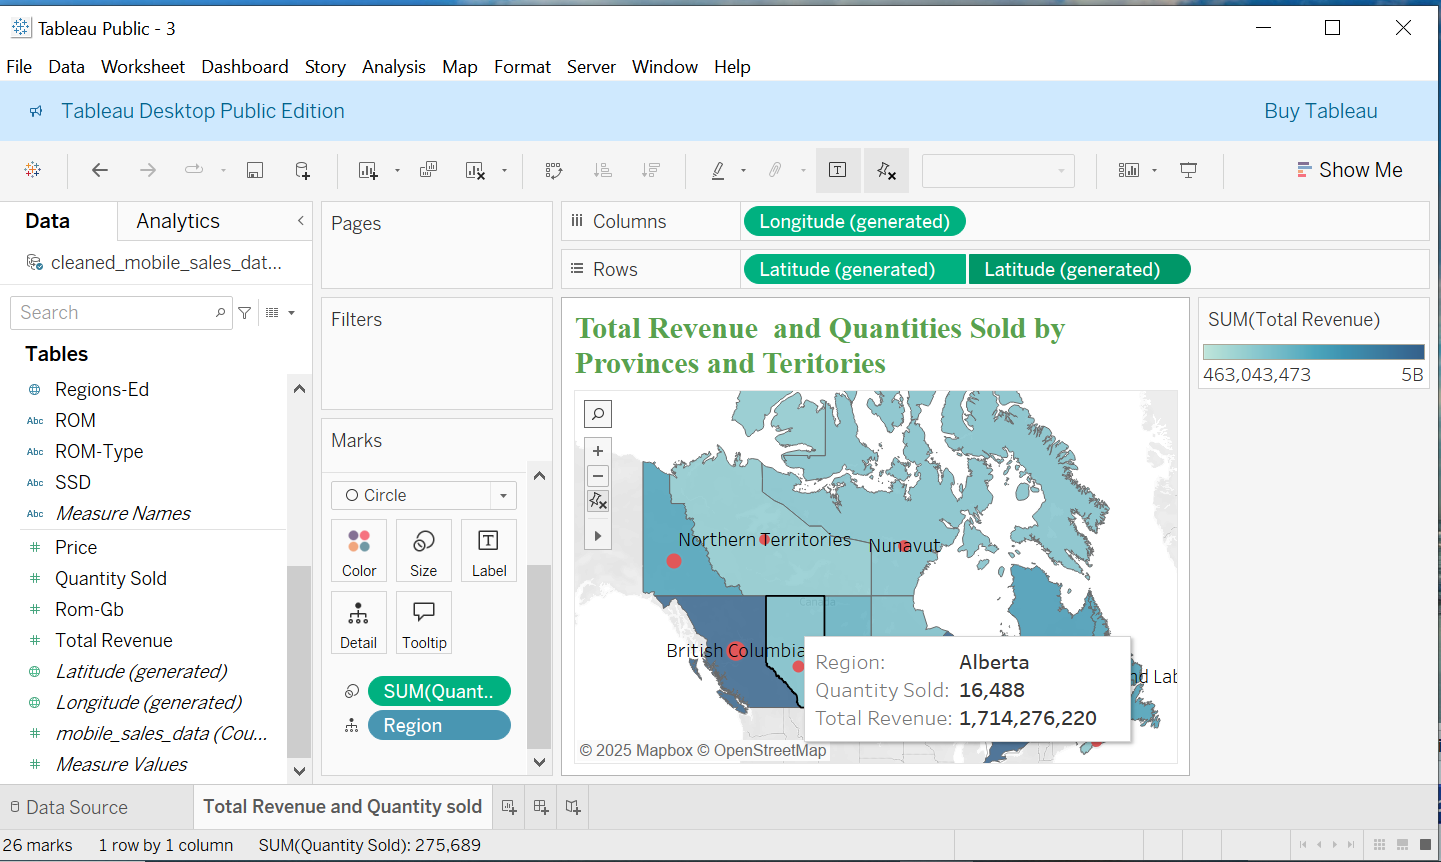 Tableau Public - 3
File Data Worksheet Dashboard Story Analysis Map Format Server Window Help
Tableau Desktop Public Edition
Buy Tableau
Show Me
Data
Analytics
cleaned_mobile_sales_dat...
Search
Tables
Regions-Ed
Abc ROM
Abc ROM-Type
Abc SSD
Abc Measure Names
# Price
# Quantity Sold
# Rom-Gb
# Total Revenue
Latitude (generated)
Longitude (generated)
# mobile_sales_data (Cou...
# Measure Values
Pages
Filters
Marks
Circle
Color
Size
T
Label
Detail
Tooltip
SUM(Quant..
Region
Columns
Longitude (generated)
Rows
Latitude (generated)
Latitude (generated)
Total Revenue and Quantities Sold by
Provinces and Teritories
Northern Territories
Nunavut
Canada
British Columbia
nd Lab
Region: Alberta
Quantity Sold: 16,488
Total Revenue: 1,714,276,220
© 2025 Mapbox © OpenStreetMap
SUM(Total Revenue)
463,043,473 5B
Data Source
Total Revenue and Quantity sold
26 marks 1 row by 1 column SUM(Quantity Sold): 275,689